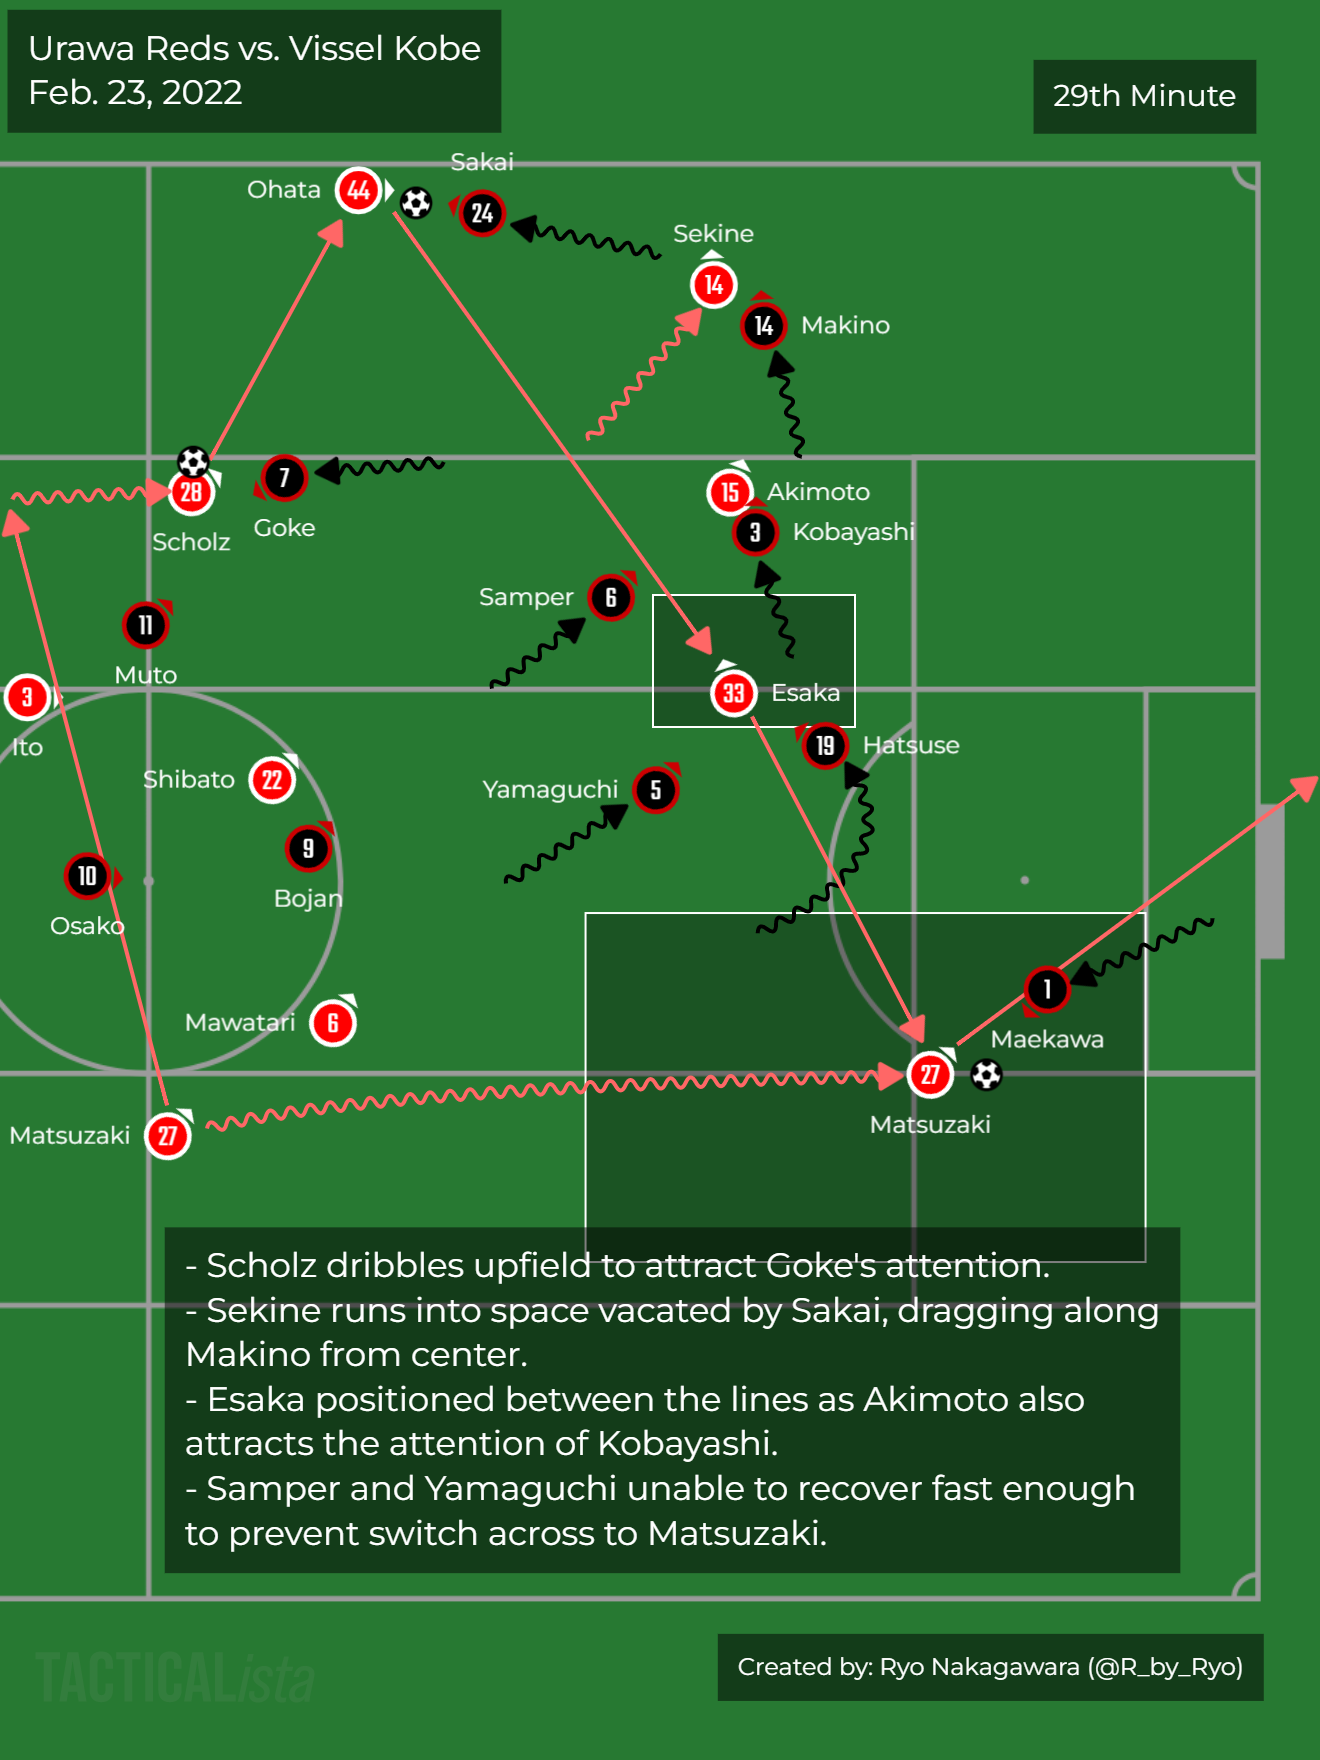 Urawa Reds vs. Vissel Kobe
Feb. 23, 2022
29th Minute
Sakai
Ohata
44
24
Sekine
14
14
Makino
28
7
15
Akimoto
Scholz
Goke
3
Kobayashi
Samper
6
11
Muto
3
33
Esaka
Ito
19
Hatsuse
Shibato
22
Yamaguchi
5
9
10
Bojan
Osako
1
Mawatari
6
Maekawa
27
Matsuzaki
Matsuzaki
27
- Scholz dribbles upfield to attract Goke's attention.
- Sekine runs into space vacated by Sakai, dragging along
Makino from center.
- Esaka positioned between the lines as Akimoto also
attracts the attention of Kobayashi.
- Samper and Yamaguchi unable to recover fast enough
to prevent switch across to Matsuzaki.
TACTICALista
Created by: Ryo Nakagawara (@R_by_Ryo)